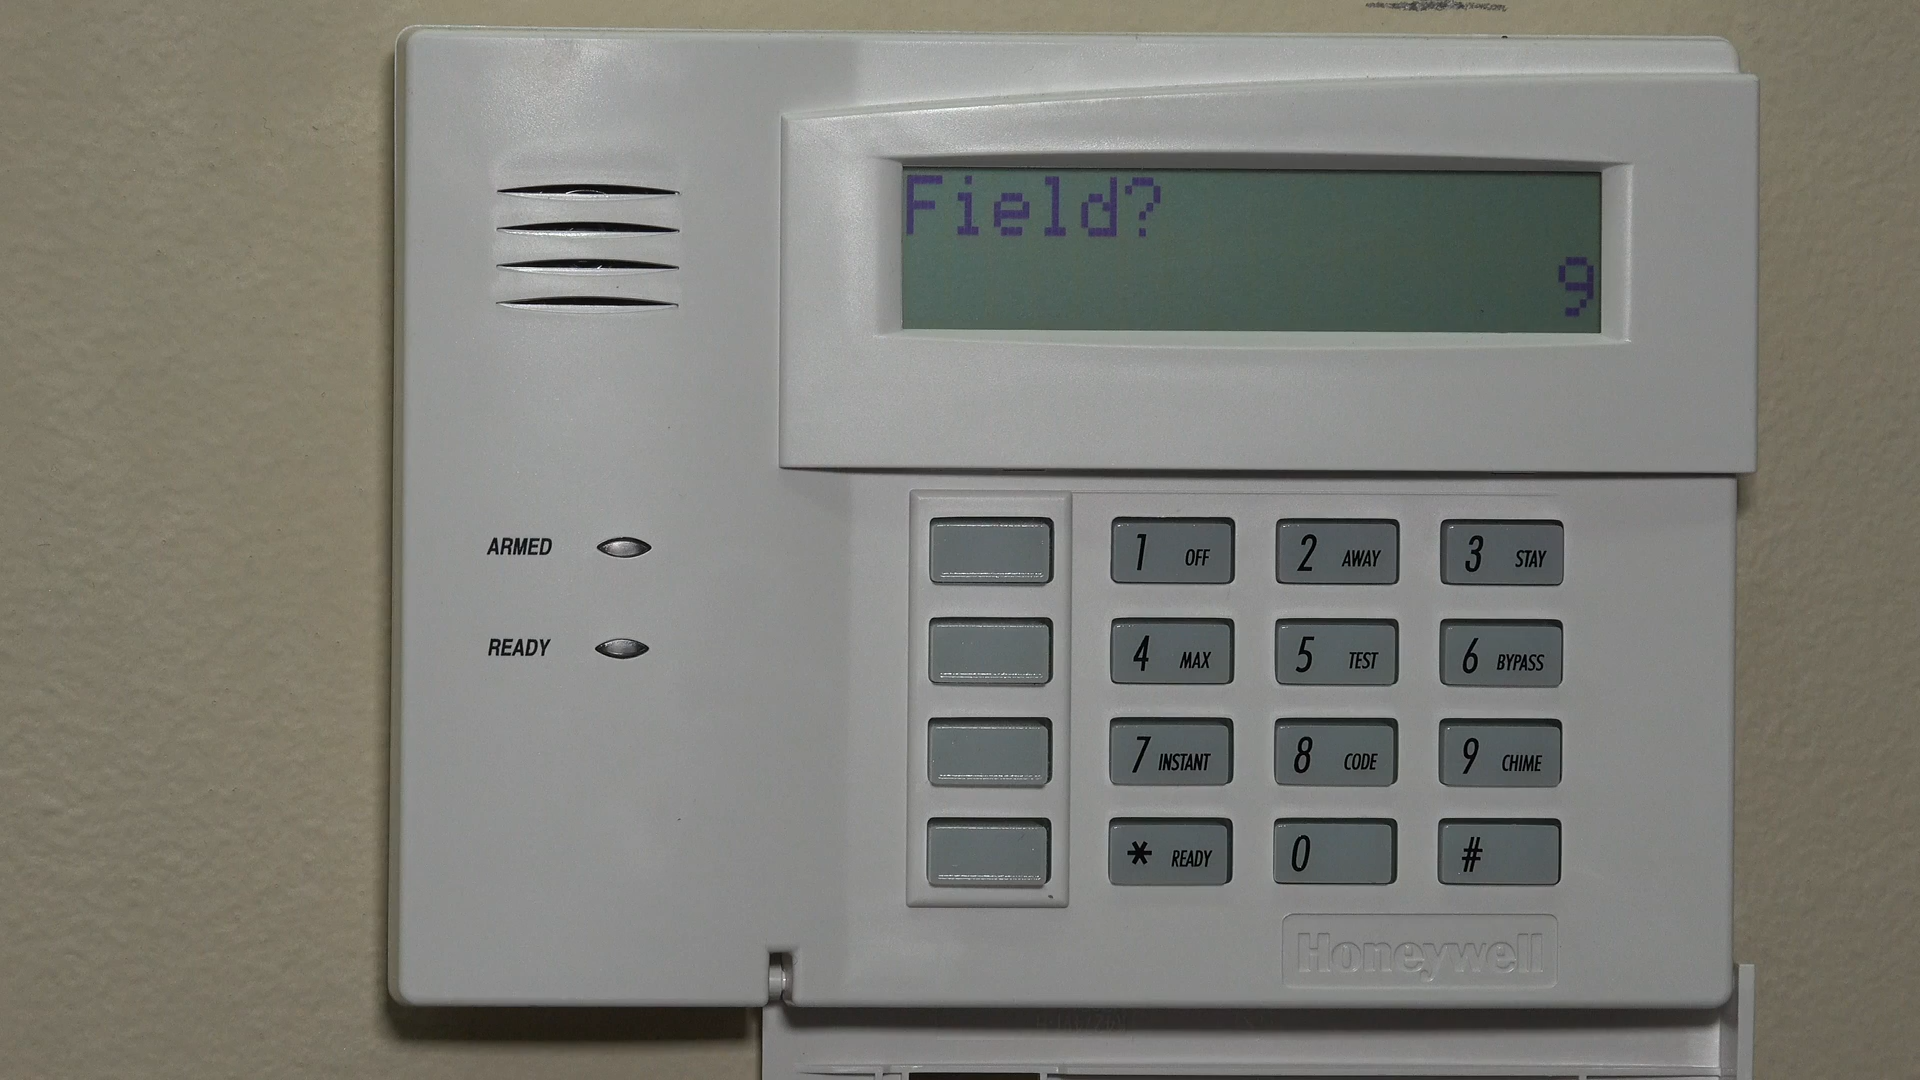 Field?
9
ARMED
READY
1 OFF
2 AWAY
3 STAY
4 MAX
5 TEST
6 BYPASS
7 INSTANT
8 CODE
9 CHIME
* READY
0
#
Honeywell